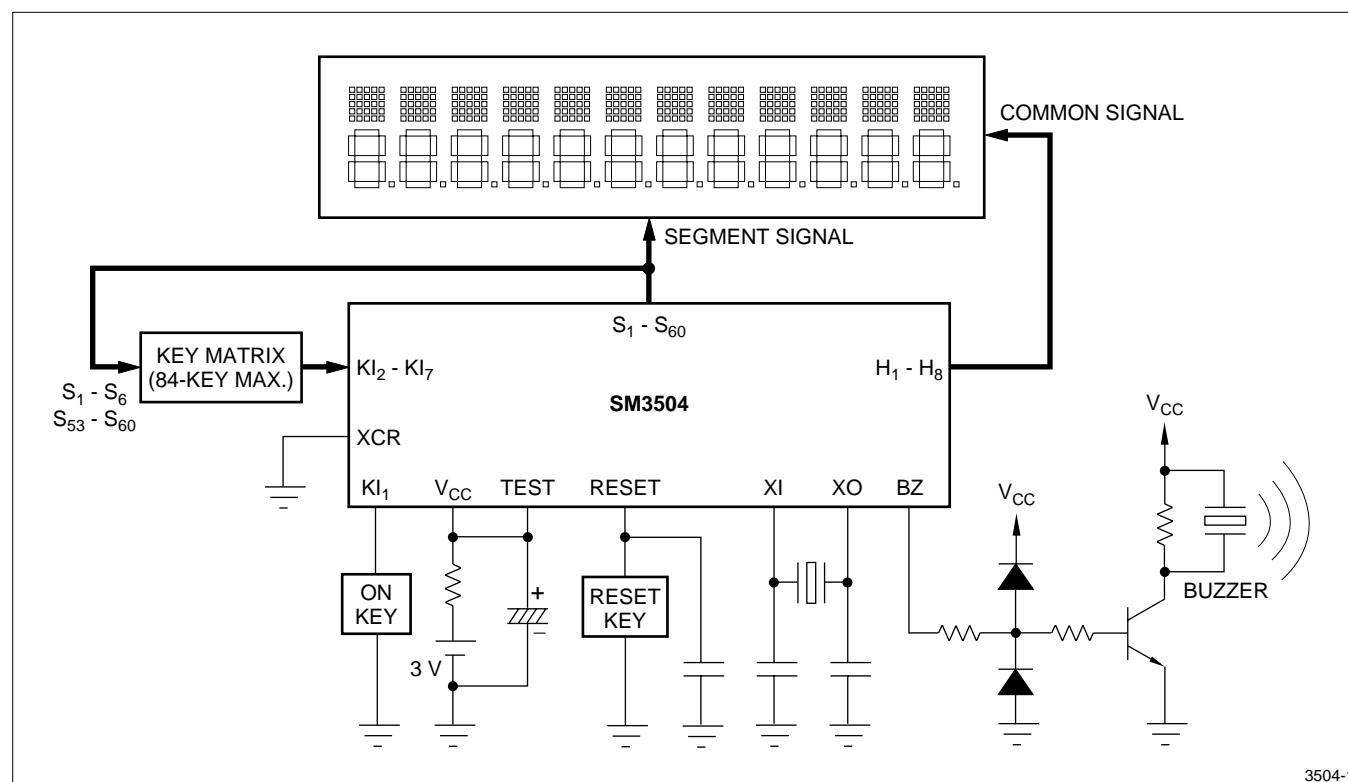 COMMON SIGNAL
SEGMENT SIGNAL
S1 - S60
KEY MATRIX
(84-KEY MAX.)
KI2 - KI7
H1 - H8
S1 - S6
S53 - S60
SM3504
XCR
VCC
KI1
VCC
TEST
RESET
XI
XO
BZ
VCC
ON
KEY
+
–
RESET
KEY
BUZZER
3 V